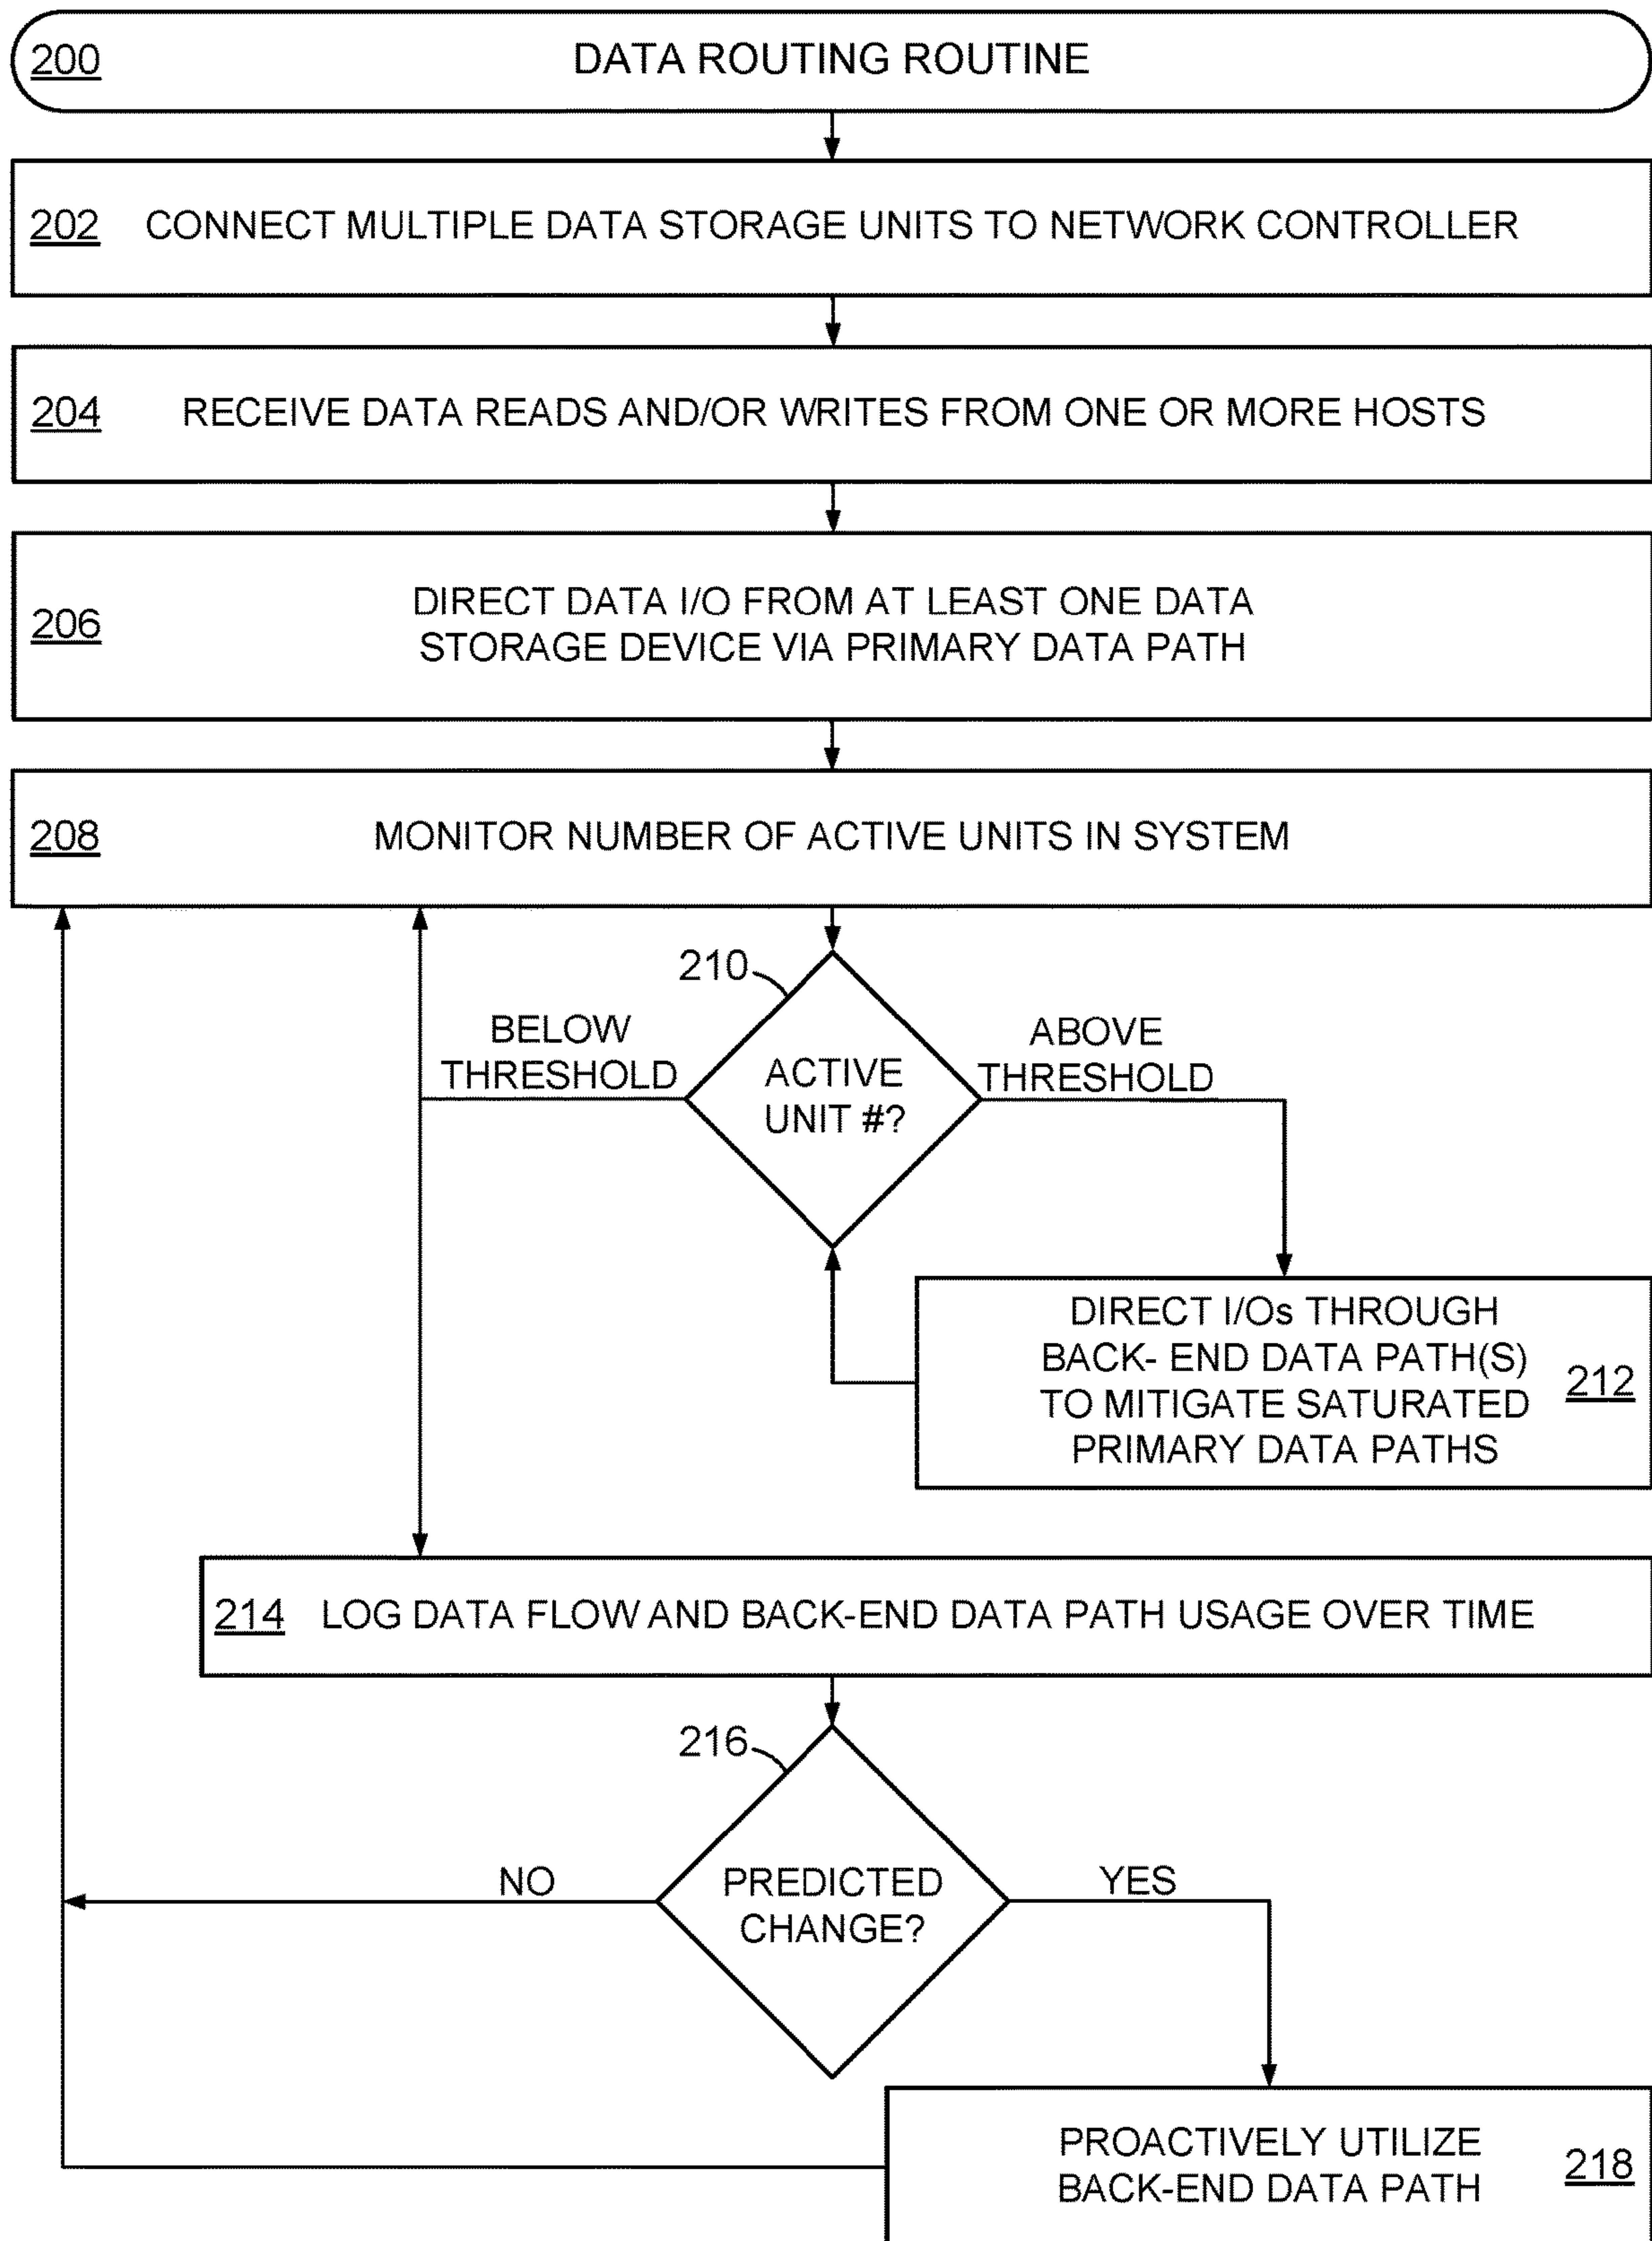 200 DATA ROUTING ROUTINE
202 CONNECT MULTIPLE DATA STORAGE UNITS TO NETWORK CONTROLLER
204 RECEIVE DATA READS AND/OR WRITES FROM ONE OR MORE HOSTS
206
DIRECT DATA I/O FROM AT LEAST ONE DATA
STORAGE DEVICE VIA PRIMARY DATA PATH
208 MONITOR NUMBER OF ACTIVE UNITS IN SYSTEM
210
BELOW
THRESHOLD
ACTIVE
UNIT #?
ABOVE
THRESHOLD
DIRECT I/Os THROUGH
BACK- END DATA PATH(S)
TO MITIGATE SATURATED
PRIMARY DATA PATHS
212
214 LOG DATA FLOW AND BACK-END DATA PATH USAGE OVER TIME
216
NO
PREDICTED
CHANGE?
YES
PROACTIVELY UTILIZE
BACK-END DATA PATH
218